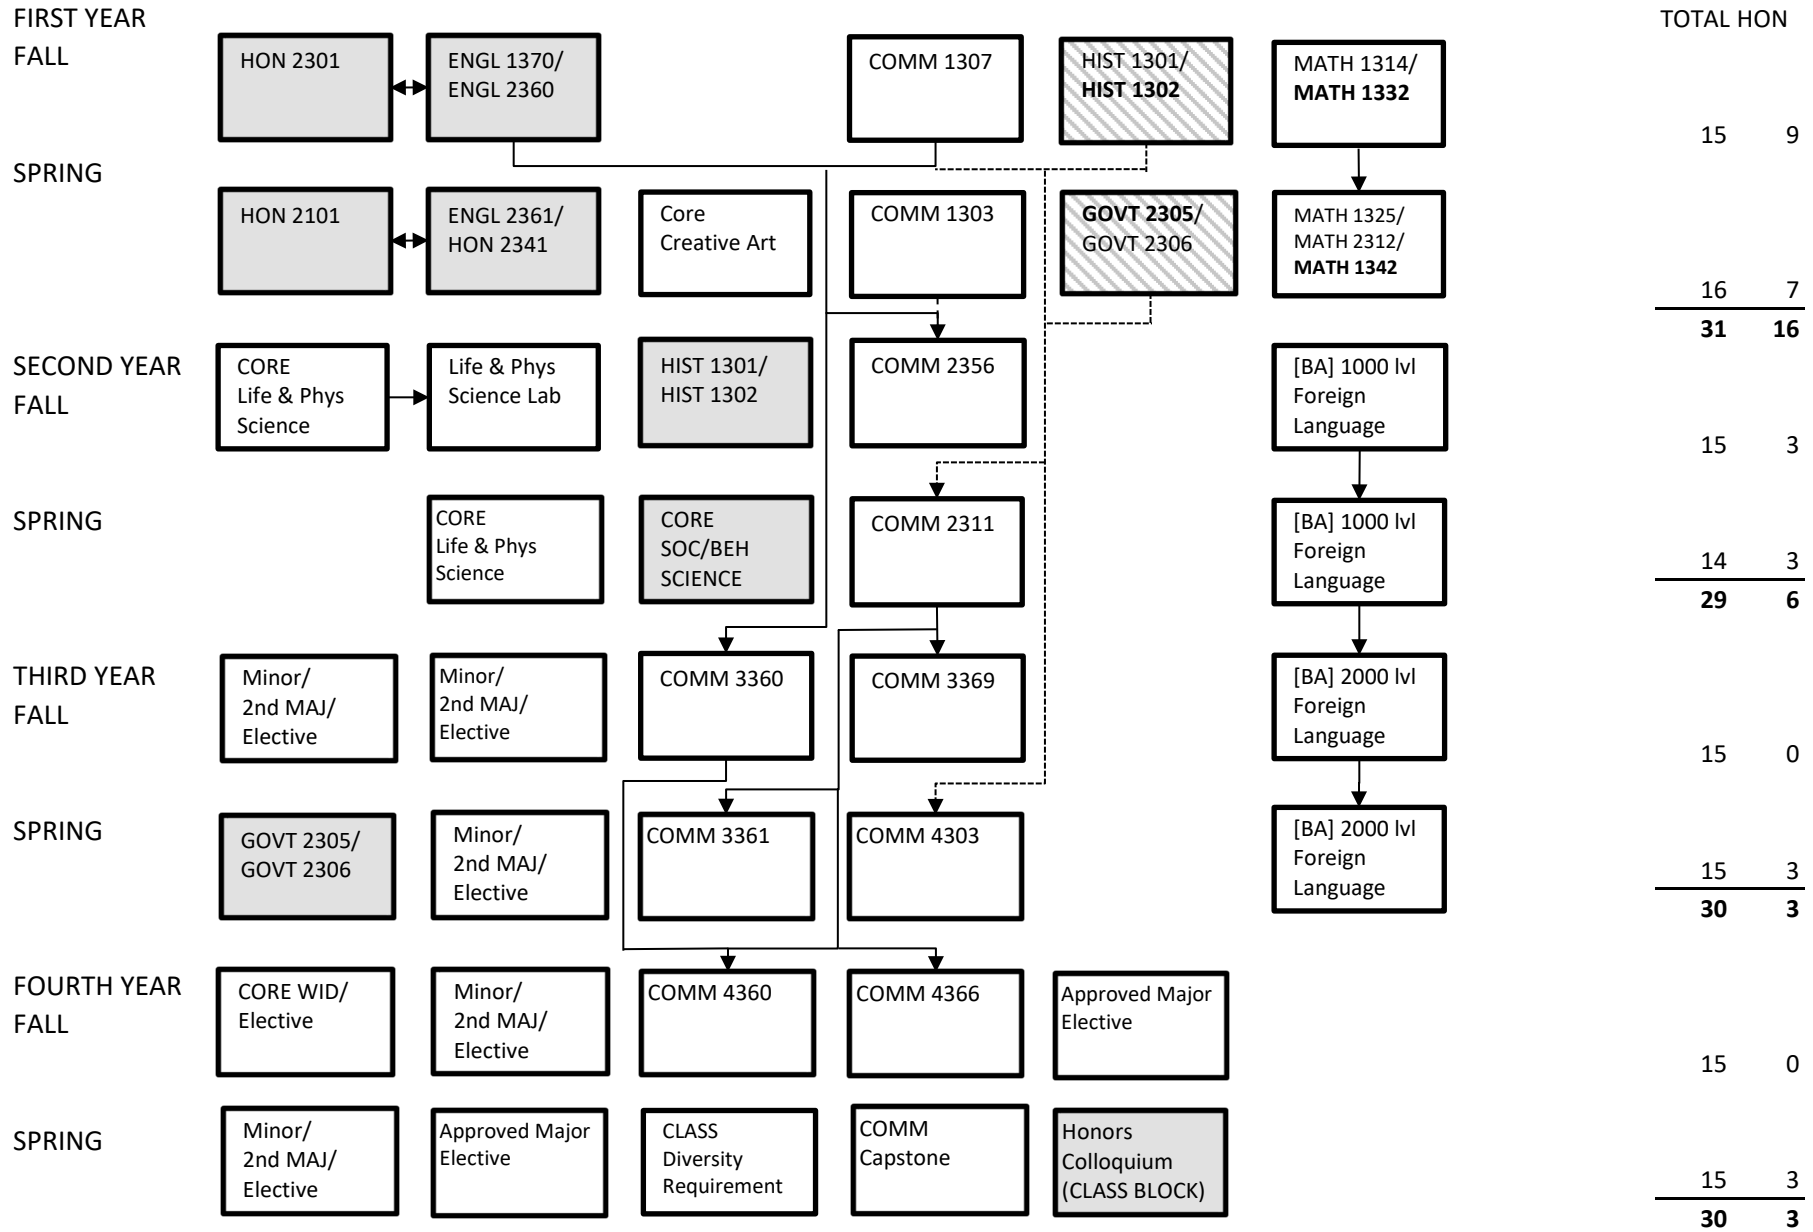 FIRST YEAR
FALL
TOTAL HON
HON 2301
ENGL 1370/
ENGL 2360
COMM 1307
HIST 1301/
HIST 1302
MATH 1314/
MATH 1332
15 9
SPRING
HON 2101
ENGL 2361/
HON 2341
Core
Creative Art
COMM 1303
GOVT 2305/
GOVT 2306
MATH 1325/
MATH 2312/
MATH 1342
16 7
31 16
SECOND YEAR
FALL
CORE
Life & Phys
Science
Life & Phys
Science Lab
HIST 1301/
HIST 1302
COMM 2356
[BA] 1000 lvl
Foreign
Language
15 3
SPRING
CORE
Life & Phys
Science
CORE
SOC/BEH
SCIENCE
COMM 2311
[BA] 1000 lvl
Foreign
Language
14 3
29 6
THIRD YEAR
FALL
Minor/
2nd MAJ/
Elective
Minor/
2nd MAJ/
Elective
COMM 3360
COMM 3369
[BA] 2000 lvl
Foreign
Language
15 0
SPRING
GOVT 2305/
GOVT 2306
Minor/
2nd MAJ/
Elective
COMM 3361
COMM 4303
[BA] 2000 lvl
Foreign
Language
15 3
30 3
FOURTH YEAR
FALL
CORE WID/
Elective
Minor/
2nd MAJ/
Elective
COMM 4360
COMM 4366
Approved Major
Elective
15 0
SPRING
Minor/
2nd MAJ/
Elective
Approved Major
Elective
CLASS
Diversity
Requirement
COMM
Capstone
Honors
Colloquium
(CLASS BLOCK)
15 3
30 3